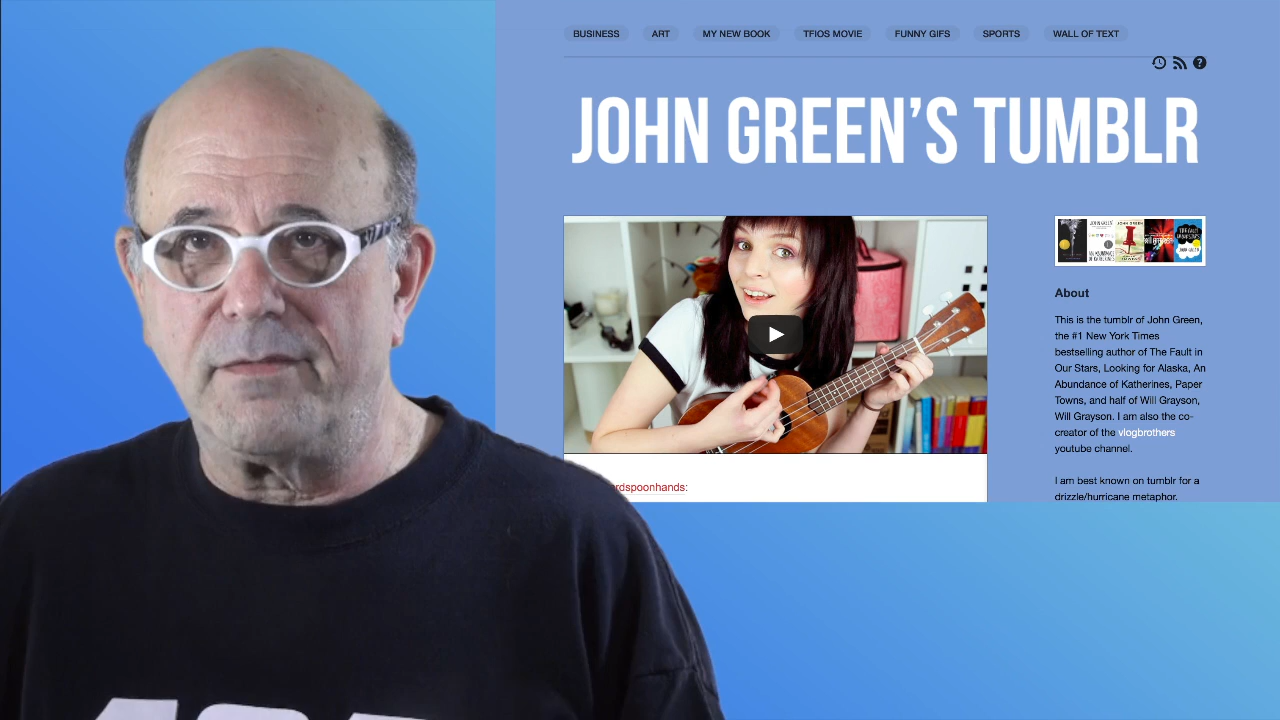 BUSINESS ART MY NEW BOOK TFIOS MOVIE FUNNY GIFS SPORTS WALL OF TEXT
JOHN GREEN'S TUMBLR
About
This is the tumblr of John Green,
the #1 New York Times
bestselling author of The Fault in
Our Stars, Looking for Alaska, An
Abundance of Katherines, Paper
Towns, and half of Will Grayson,
Will Grayson. I am also the co-
creator of the vlogbrothers
youtube channel.
I am best known on tumblr for a
drizzle/hurricane metaphor.
rdspoonhands: